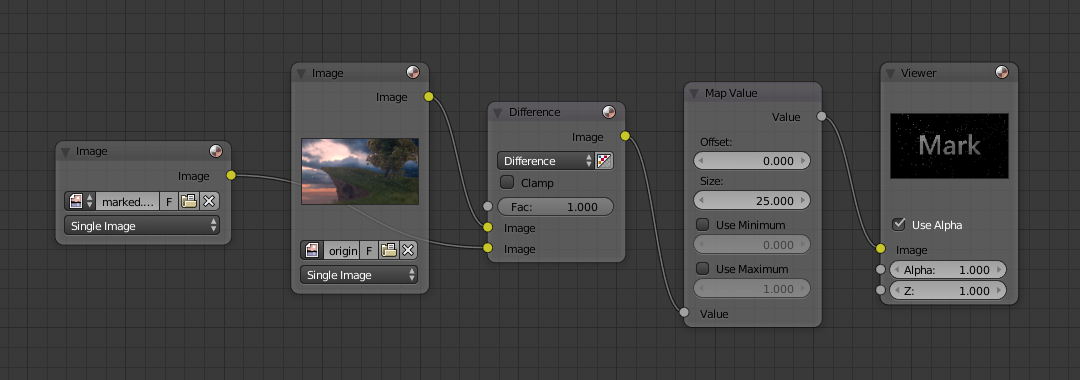 Image
Image
marked....
F
Single Image
Image
Image
origin
F
Single Image
Difference
Image
Difference
Clamp
Fac: 1.000
Image
Image
Map Value
Value
Offset:
0.000
Size:
25.000
Use Minimum
0.000
Use Maximum
1.000
Value
Viewer
Mark
Use Alpha
Image
Alpha: 1.000
Z: 1.000